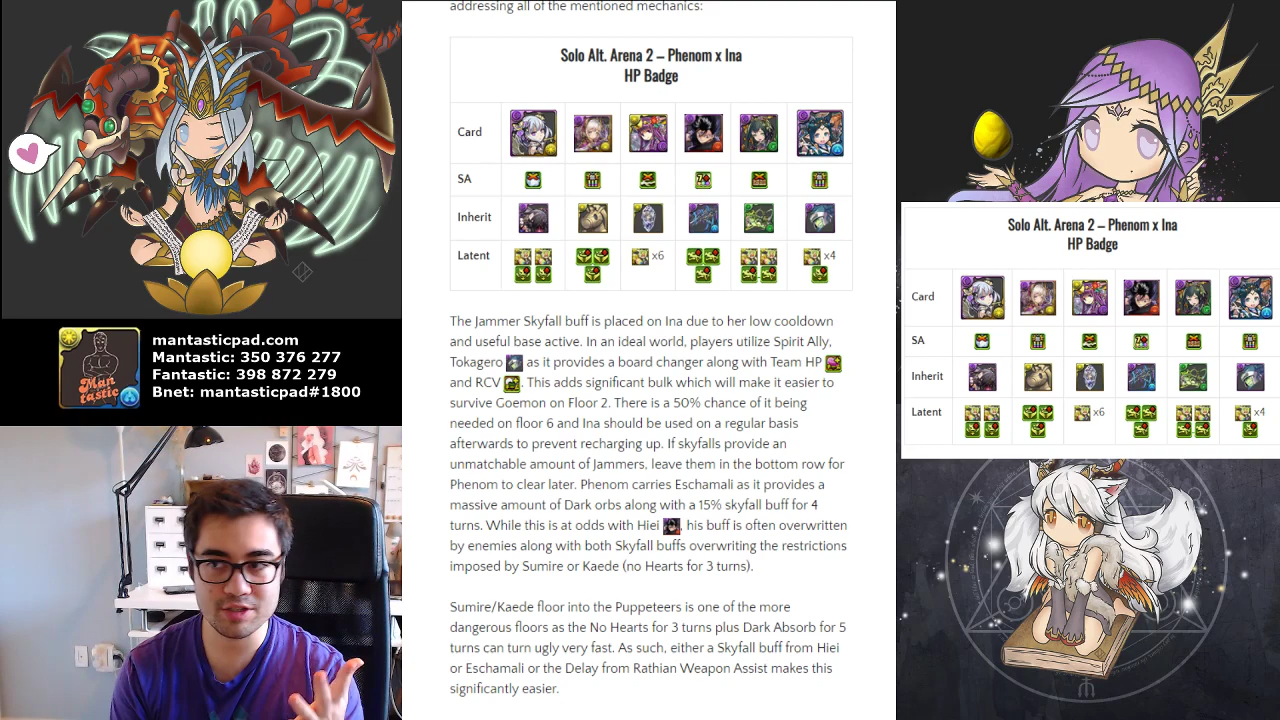 addressing all of the mentioned mechanics:
Solo Alt. Arena 2 – Phenom x Ina
HP Badge
Card
SA
Inherit
Latent
x6
x4
The Jammer Skyfall buff is placed on Ina due to her low cooldown
and useful base active. In an ideal world, players utilize Spirit Ally,
Tokagero as it provides a board changer along with Team HP
and RCV . This adds significant bulk which will make it easier to
survive Goemon on Floor 2. There is a 50% chance of it being
needed on floor 6 and Ina should be used on a regular basis
afterwards to prevent recharging up. If skyfalls provide an
unmatchable amount of Jammers, leave them in the bottom row for
Phenom to clear later. Phenom carries Eschamali as it provides a
massive amount of Dark orbs along with a 15% skyfall buff for 4
turns. While this is at odds with Hiei , his buff is often overwritten
by enemies along with both Skyfall buffs overwriting the restrictions
imposed by Sumire or Kaede (no Hearts for 3 turns).
Sumire/Kaede floor into the Puppeteers is one of the more
dangerous floors as the No Hearts for 3 turns plus Dark Absorb for 5
turns can turn ugly very fast. As such, either a Skyfall buff from Hiei
or Eschamali or the Delay from Rathian Weapon Assist makes this
significantly easier.
Man
tastic
mantasticpad.com
Mantastic: 350 376 277
Fantastic: 398 872 279
Bnet: mantasticpad#1800
Solo Alt. Arena 2 – Phenom x Ina
HP Badge
Card
SA
Inherit
Latent
x6
x4